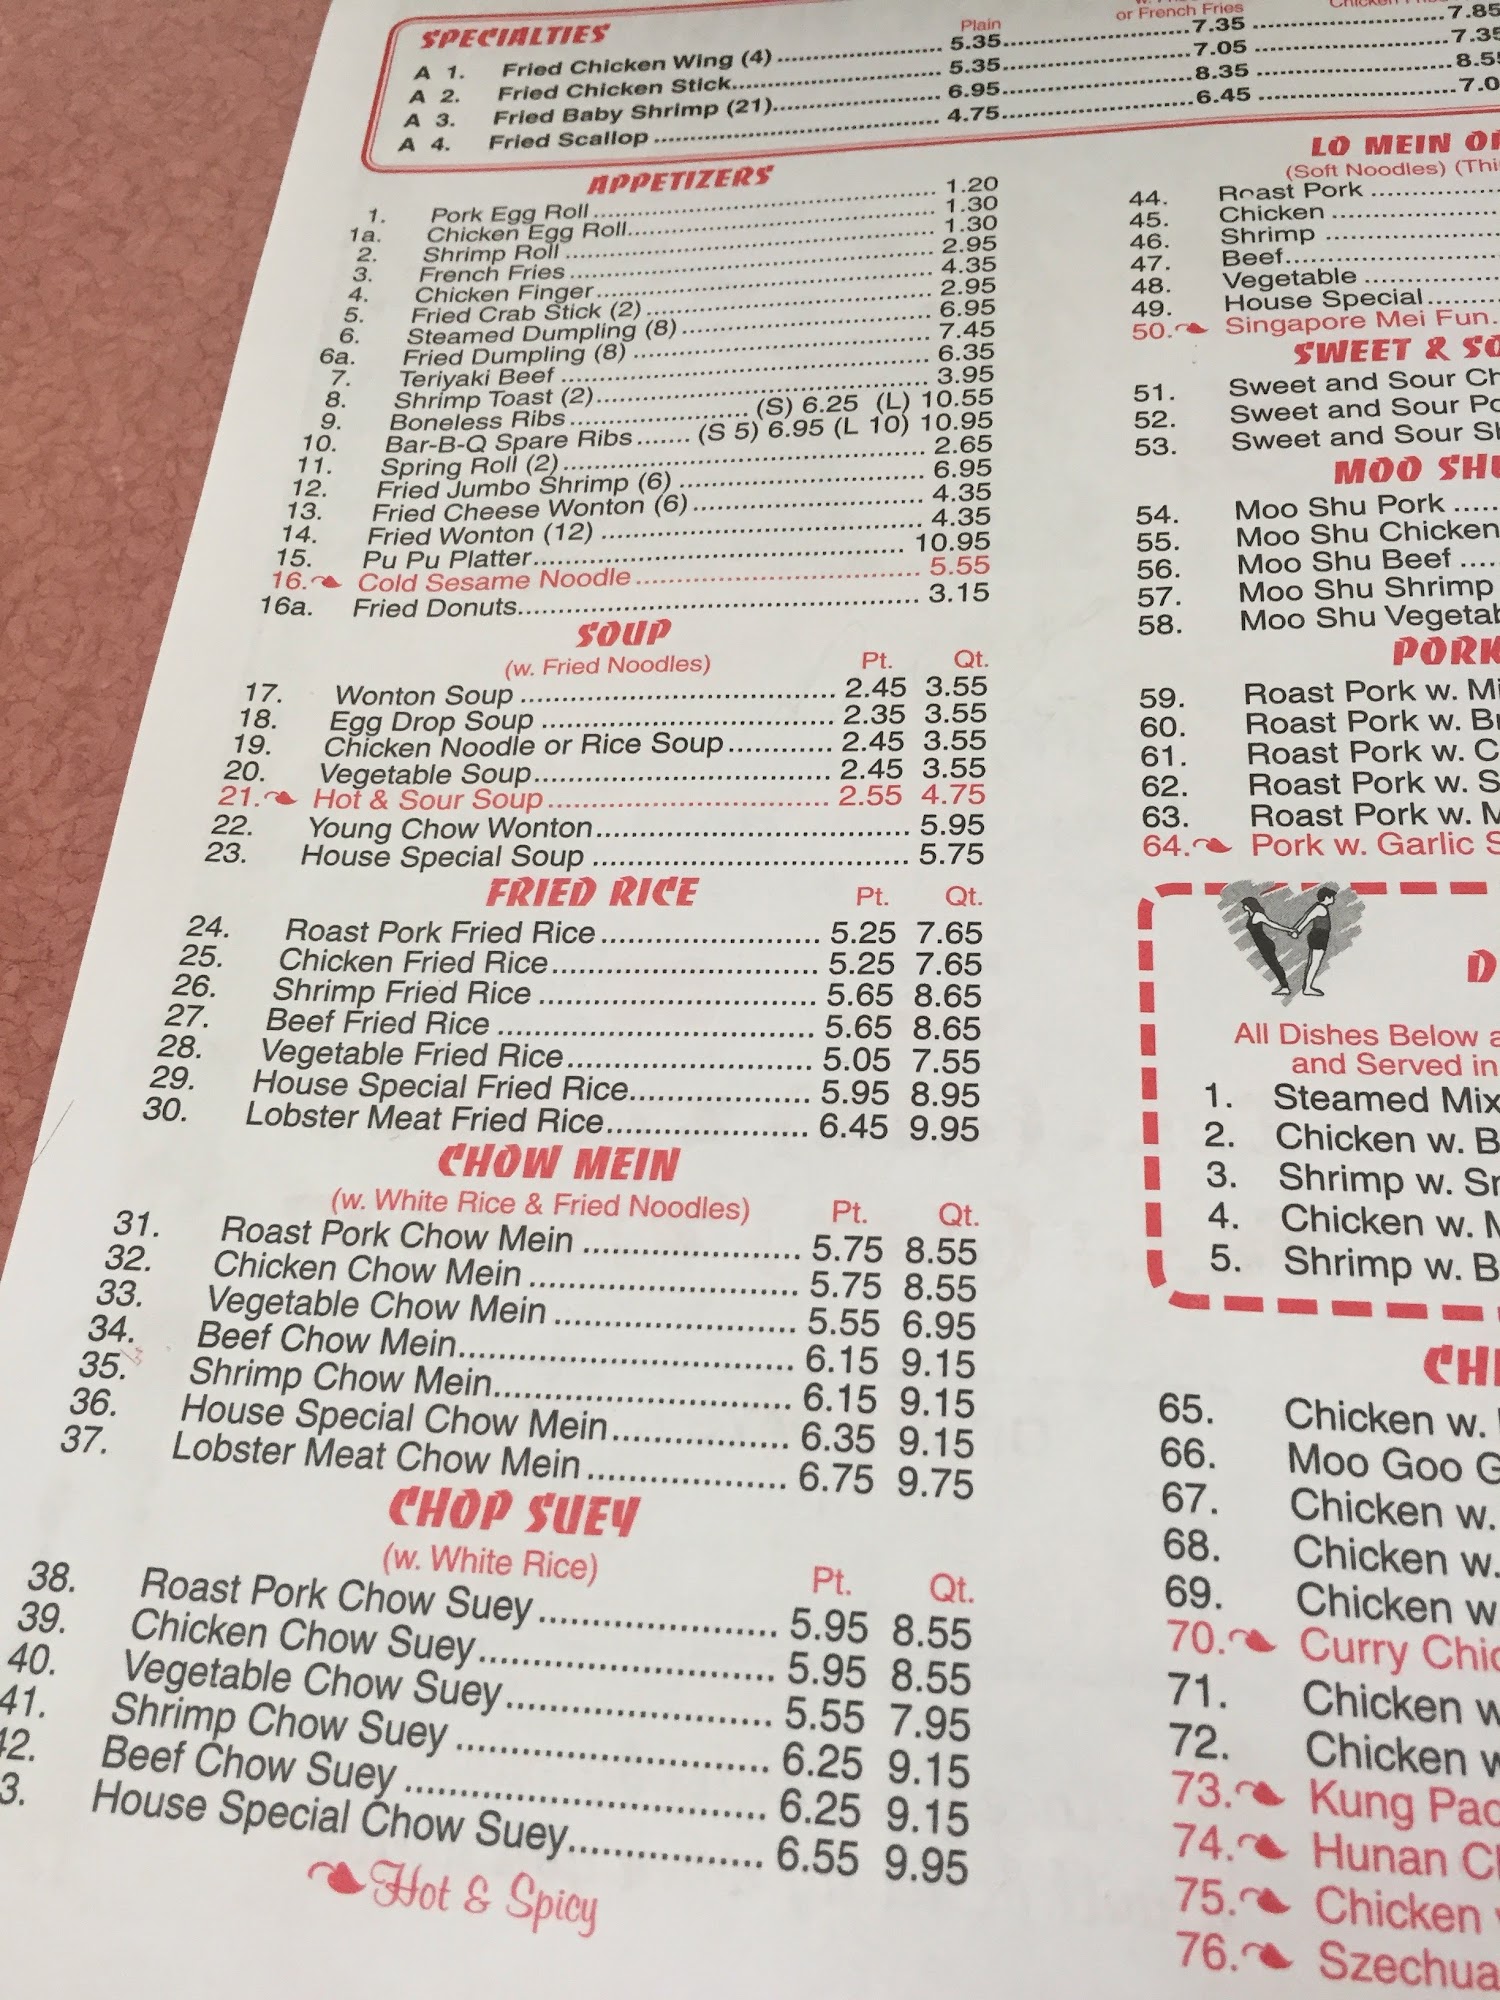 SPECIALTIES
Plain or French Fries
A 1. Fried Chicken Wing (4) 5.35 7.35 7.85
A 2. Fried Chicken Stick 5.35 7.05 7.35
A 3. Fried Baby Shrimp (21) 6.95 8.35
A 4. Fried Scallop 4.75 6.45
APPETIZERS
1. Pork Egg Roll 1.20
1a. Chicken Egg Roll 1.30
2. Shrimp Roll 1.30
3. French Fries 2.95
4. Chicken Finger 4.35
5. Fried Crab Stick (2) 2.95
6. Steamed Dumpling (8) 6.95
6a. Fried Dumpling (8) 7.45
7. Teriyaki Beef 6.35
8. Shrimp Toast (2) 3.95
9. Boneless Ribs (S) 6.25 (L) 10.55
10. Bar-B-Q Spare Ribs (S 5) 6.95 (L 10) 10.95
11. Spring Roll (2) 2.65
12. Fried Jumbo Shrimp (6) 6.95
13. Fried Cheese Wonton (6) 4.35
14. Fried Wonton (12) 4.35
15. Pu Pu Platter 10.95
16. Cold Sesame Noodle 5.55
16a. Fried Donuts 3.15
SOUP
(w. Fried Noodles) Pt. Qt.
17. Wonton Soup 2.45 3.55
18. Egg Drop Soup 2.35 3.55
19. Chicken Noodle or Rice Soup 2.45 3.55
20. Vegetable Soup 2.45 3.55
21. Hot & Sour Soup 2.55 4.75
22. Young Chow Wonton 5.95
23. House Special Soup 5.75
FRIED RICE Pt. Qt.
24. Roast Pork Fried Rice 5.25 7.65
25. Chicken Fried Rice 5.25 7.65
26. Shrimp Fried Rice 5.65 8.65
27. Beef Fried Rice 5.65 8.65
28. Vegetable Fried Rice 5.05 7.55
29. House Special Fried Rice 5.95 8.95
30. Lobster Meat Fried Rice 6.45 9.95
CHOW MEIN
(w. White Rice & Fried Noodles) Pt. Qt.
31. Roast Pork Chow Mein 5.75 8.55
32. Chicken Chow Mein 5.75 8.55
33. Vegetable Chow Mein 5.55 6.95
34. Beef Chow Mein 6.15 9.15
35. Shrimp Chow Mein 6.15 9.15
36. House Special Chow Mein 6.35 9.15
37. Lobster Meat Chow Mein 6.75 9.75
CHOP SUEY
(w. White Rice) Pt. Qt.
38. Roast Pork Chow Suey 5.95 8.55
39. Chicken Chow Suey 5.95 8.55
40. Vegetable Chow Suey 5.55 7.95
41. Shrimp Chow Suey 6.25 9.15
2. Beef Chow Suey 6.25 9.15
3. House Special Chow Suey 6.55 9.95
Hot & Spicy
LO MEIN
(Soft Noodles)
44. Roast Pork
45. Chicken
46. Shrimp
47. Beef
48. Vegetable
49. House Special
50. Singapore Mei Fun
SWEET &
51. Sweet and Sour
52. Sweet and Sour
53. Sweet and Sour
MOO
54. Moo Shu Pork
55. Moo Shu Chicken
56. Moo Shu Beef
57. Moo Shu Shrimp
58. Moo Shu
PORK
59. Roast Pork w.
60. Roast Pork w.
61. Roast Pork w.
62. Roast Pork w.
63. Roast Pork w.
64. Pork w. Garlic
All Dishes Below
and Served in
1. Steamed
2. Chicken w.
3. Shrimp w.
4. Chicken w.
5. Shrimp w.
65. Chicken w.
66. Moo Goo
67. Chicken w.
68. Chicken w.
69. Chicken w
70. Curry
71. Chicken w
72. Chicken w
73. Kung
74. Hunan
75. Chicken
76.